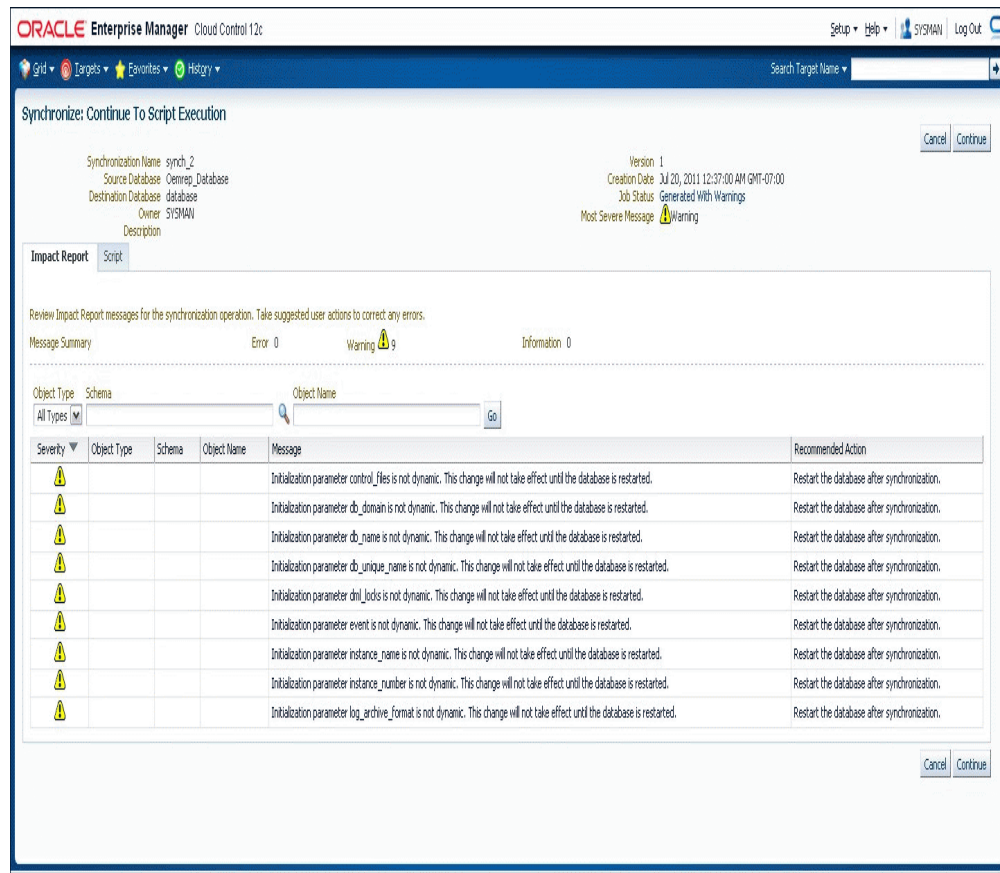 ORACLE Enterprise Manager Cloud Control 12c
Setup Help SYSMAN Log Out
Grid Targets Favorites History Search Target Name
Synchronize: Continue To Script Execution
Cancel Continue
Synchronization Name synch_2
Source Database Oemrep_Database
Destination Database database
Owner SYSMAN
Description
Version 1
Creation Date Jul 20, 2011 12:37:00 AM GMT-07:00
Job Status Generated With Warnings
Most Severe Message Warning
Impact Report Script
Review Impact Report messages for the synchronization operation. Take suggested user actions to correct any errors.
Message Summary Error 0 Warning 9 Information 0
Object Type Schema Object Name
All Types Go
Severity Object Type Schema Object Name Message Recommended Action
Initialization parameter control_files is not dynamic. This change will not take effect until the database is restarted. Restart the database after synchronization.
Initialization parameter db_domain is not dynamic. This change will not take effect until the database is restarted. Restart the database after synchronization.
Initialization parameter db_name is not dynamic. This change will not take effect until the database is restarted. Restart the database after synchronization.
Initialization parameter db_unique_name is not dynamic. This change will not take effect until the database is restarted. Restart the database after synchronization.
Initialization parameter dml_locks is not dynamic. This change will not take effect until the database is restarted. Restart the database after synchronization.
Initialization parameter event is not dynamic. This change will not take effect until the database is restarted. Restart the database after synchronization.
Initialization parameter instance_name is not dynamic. This change will not take effect until the database is restarted. Restart the database after synchronization.
Initialization parameter instance_number is not dynamic. This change will not take effect until the database is restarted. Restart the database after synchronization.
Initialization parameter log_archive_format is not dynamic. This change will not take effect until the database is restarted. Restart the database after synchronization.
Cancel Continue